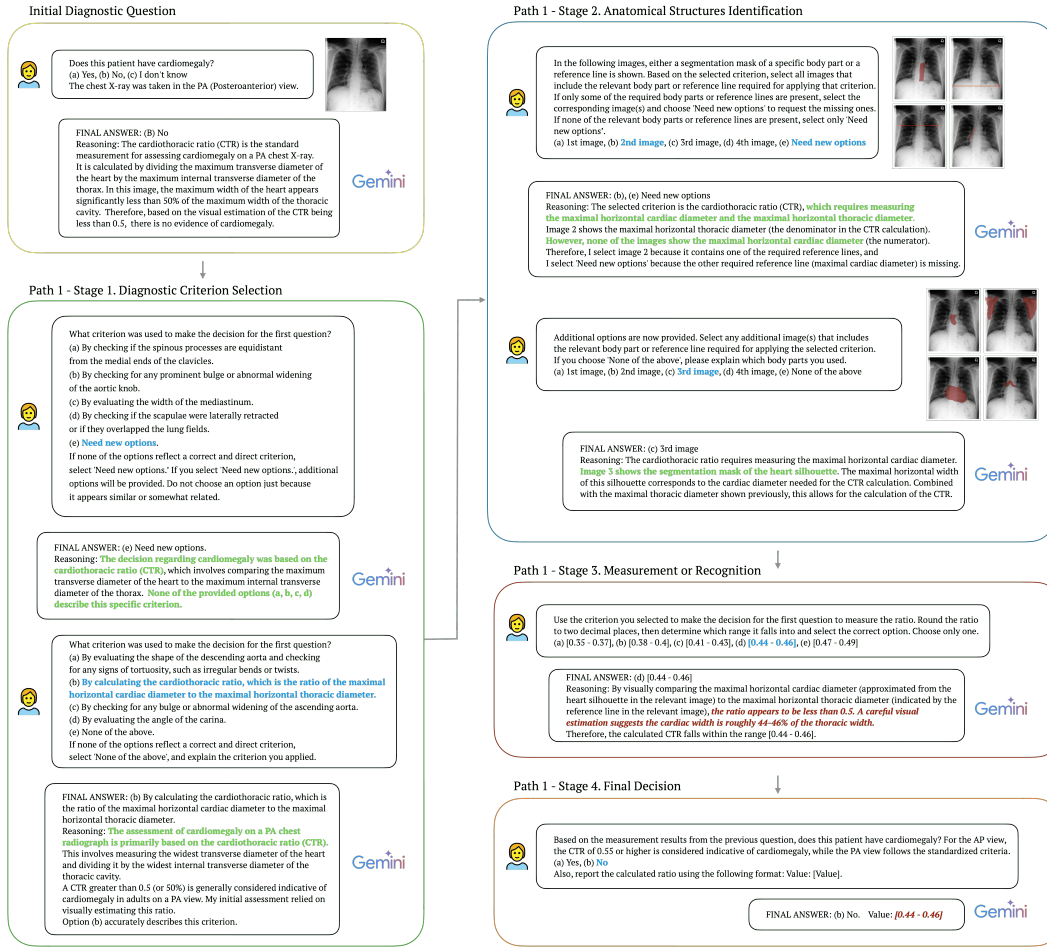 Initial Diagnostic Question
Does this patient have cardiomegaly?
(a) Yes, (b) No, (c) I don't know
The chest X-ray was taken in the PA (Posteroanterior) view.
FINAL ANSWER: (B) No
Reasoning: The cardiothoracic ratio (CTR) is the standard
measurement for assessing cardiomegaly on a PA chest X-ray.
It is calculated by dividing the maximum transverse diameter of
the heart by the maximum internal transverse diameter of the
thorax. In this image, the maximum width of the heart appears
significantly less than 50% of the maximum width of the thoracic
cavity. Therefore, based on the visual estimation of the CTR being
less than 0.5, there is no evidence of cardiomegaly.
Gemini
Path 1 - Stage 1. Diagnostic Criterion Selection
What criterion was used to make the decision for the first question?
(a) By checking if the spinous processes are equidistant
from the medial ends of the clavicles.
(b) By checking for any prominent bulge or abnormal widening
of the aortic knob.
(c) By evaluating the width of the mediastinum.
(d) By checking if the scapulae were laterally retracted
or if they overlapped the lung fields.
(e) Need new options.
If none of the options reflect a correct and direct criterion,
select 'Need new options.' If you select 'Need new options.', additional
options will be provided. Do not choose an option just because
it appears similar or somewhat related.
FINAL ANSWER: (e) Need new options.
Reasoning: The decision regarding cardiomegaly was based on the
cardiothoracic ratio (CTR), which involves comparing the maximum
transverse diameter of the heart to the maximum internal transverse
diameter of the thorax. None of the provided options (a, b, c, d)
describe this specific criterion.
Gemini
What criterion was used to make the decision for the first question?
(a) By evaluating the shape of the descending aorta and checking
for any signs of tortuosity, such as irregular bends or twists.
(b) By calculating the cardiothoracic ratio, which is the ratio of the maximal
horizontal cardiac diameter to the maximal horizontal thoracic diameter.
(c) By checking for any bulge or abnormal widening of the ascending aorta.
(d) By evaluating the angle of the carina.
(e) None of the above.
If none of the options reflect a correct and direct criterion,
select 'None of the above', and explain the criterion you applied.
FINAL ANSWER: (b) By calculating the cardiothoracic ratio, which is
the ratio of the maximal horizontal cardiac diameter to the maximal
horizontal thoracic diameter.
Reasoning: The assessment of cardiomegaly on a PA chest
radiograph is primarily based on the cardiothoracic ratio (CTR).
This involves measuring the widest transverse diameter of the heart
and dividing it by the widest internal transverse diameter of the
thoracic cavity.
A CTR greater than 0.5 (or 50%) is generally considered indicative of
cardiomegaly in adults on a PA view. My initial assessment relied on
visually estimating this ratio.
Option (b) accurately describes this criterion.
Gemini
Path 1 - Stage 2. Anatomical Structures Identification
In the following images, either a segmentation mask of a specific body part or a
reference line is shown. Based on the selected criterion, select all images that
include the relevant body part or reference line required for applying that criterion.
If only some of the required body parts or reference lines are present, select the
corresponding image(s) and choose 'Need new options' to request the missing ones.
If none of the relevant body parts or reference lines are present, select only 'Need
new options'.
(a) 1st image, (b) 2nd image, (c) 3rd image, (d) 4th image, (e) Need new options
FINAL ANSWER: (b), (e) Need new options
Reasoning: The selected criterion is the cardiothoracic ratio (CTR), which requires measuring
the maximal horizontal cardiac diameter and the maximal horizontal thoracic diameter.
Image 2 shows the maximal horizontal thoracic diameter (the denominator in the CTR calculation).
However, none of the images show the maximal horizontal cardiac diameter (the numerator).
Therefore, I select image 2 because it contains one of the required reference lines, and
I select 'Need new options' because the other required reference line (maximal cardiac diameter) is missing.
Gemini
Additional options are now provided. Select any additional image(s) that includes
the relevant body part or reference line required for applying the selected criterion.
If you choose 'None of the above', please explain which body parts you used.
(a) 1st image, (b) 2nd image, (c) 3rd image, (d) 4th image, (e) None of the above
FINAL ANSWER: (c) 3rd image
Reasoning: The cardiothoracic ratio requires measuring the maximal horizontal cardiac diameter.
Image 3 shows the segmentation mask of the heart silhouette. The maximal horizontal width
of this silhouette corresponds to the cardiac diameter needed for the CTR calculation. Combined
with the maximal thoracic diameter shown previously, this allows for the calculation of the CTR.
Gemini
Path 1 - Stage 3. Measurement or Recognition
Use the criterion you selected to make the decision for the first question to measure the ratio. Round the ratio
to two decimal places, then determine which range it falls into and select the correct option. Choose only one.
(a) [0.35 - 0.37], (b) [0.38 - 0.4], (c) [0.41 - 0.43], (d) [0.44 - 0.46], (e) [0.47 - 0.49]
FINAL ANSWER: (d) [0.44 - 0.46]
Reasoning: By visually comparing the maximal horizontal cardiac diameter (approximated from the
heart silhouette in the relevant image) to the maximal horizontal thoracic diameter (indicated by the
reference line in the relevant image), the ratio appears to be less than 0.5. A careful visual
estimation suggests the cardiac width is roughly 44-46% of the thoracic width.
Therefore, the calculated CTR falls within the range [0.44 - 0.46].
Gemini
Path 1 - Stage 4. Final Decision
Based on the measurement results from the previous question, does this patient have cardiomegaly? For the AP view,
the CTR of 0.55 or higher is considered indicative of cardiomegaly, while the PA view follows the standardized criteria.
(a) Yes, (b) No
Also, report the calculated ratio using the following format: Value: [Value].
FINAL ANSWER: (b) No. Value: [0.44 - 0.46]
Gemini